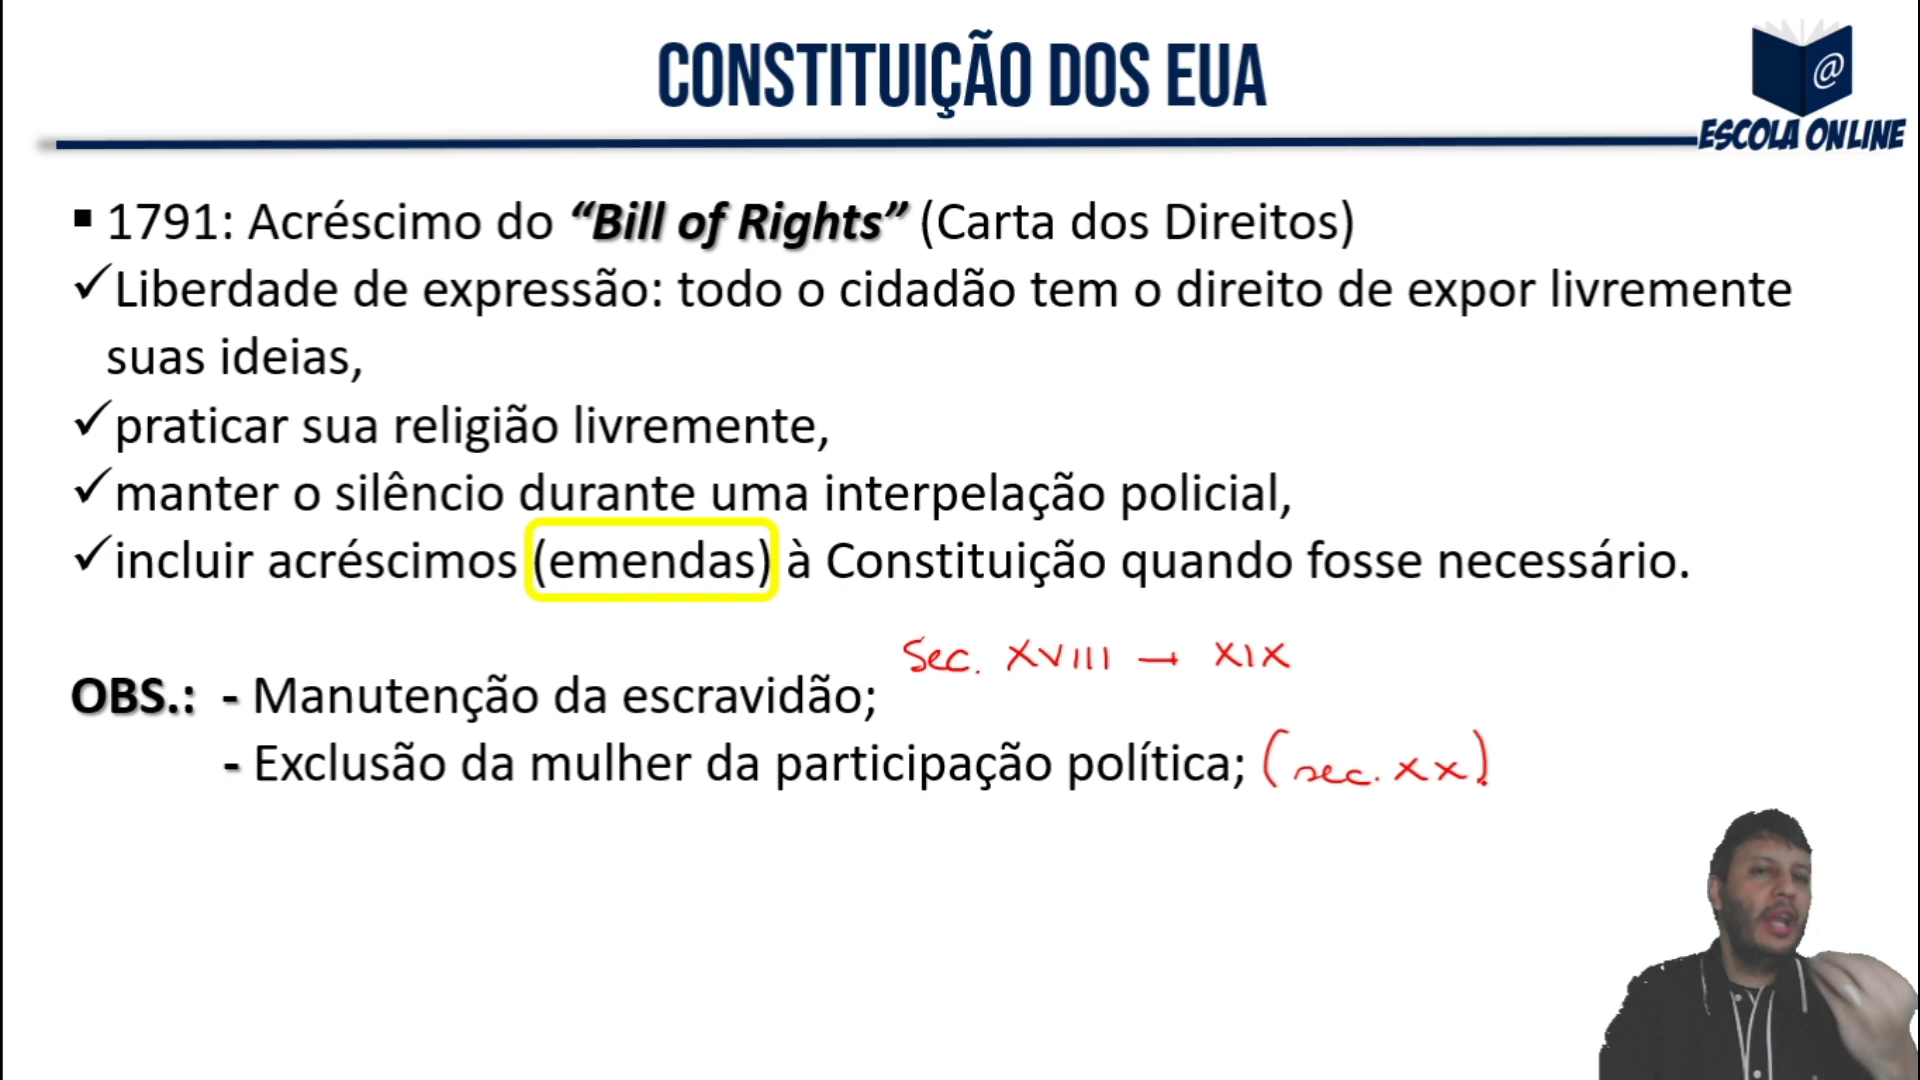 CONSTITUIÇÃO DOS EUA
@
ESCOLA ONLINE
▪ 1791: Acréscimo do “Bill of Rights” (Carta dos Direitos)
✓Liberdade de expressão: todo o cidadão tem o direito de expor livremente
suas ideias,
✓praticar sua religião livremente,
✓manter o silêncio durante uma interpelação policial,
✓incluir acréscimos (emendas) à Constituição quando fosse necessário.
Sec. XVIII → XIX
OBS.: - Manutenção da escravidão;
- Exclusão da mulher da participação política; (sec. XX)